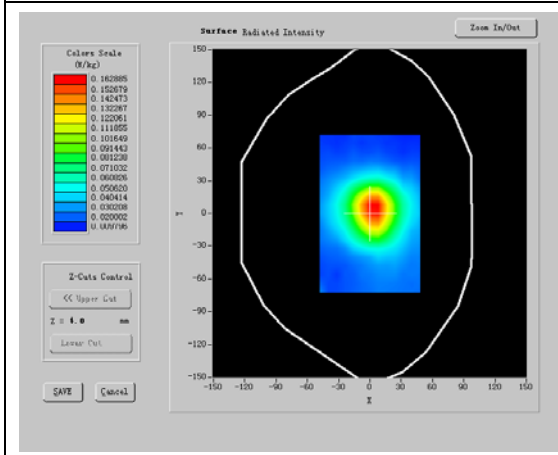 Surface Radiated Intensity
Zoom In/Out
Colors Scale
(W/kg)
0.162885
0.152679
0.142473
0.132267
0.122061
0.111855
0.101649
0.091443
0.081238
0.071032
0.060826
0.050620
0.040414
0.030208
0.020002
0.009796
Z-Cuts Control
<< Upper Cut
Z = 4.0 mm
Lower Cut
SAVE
Cancel
150-
120-
90-
60-
30-
0-
-30-
-60-
-90-
-120-
-150-
Y
-150 -120 -90 -60 -30 0 30 60 90 120 150
X